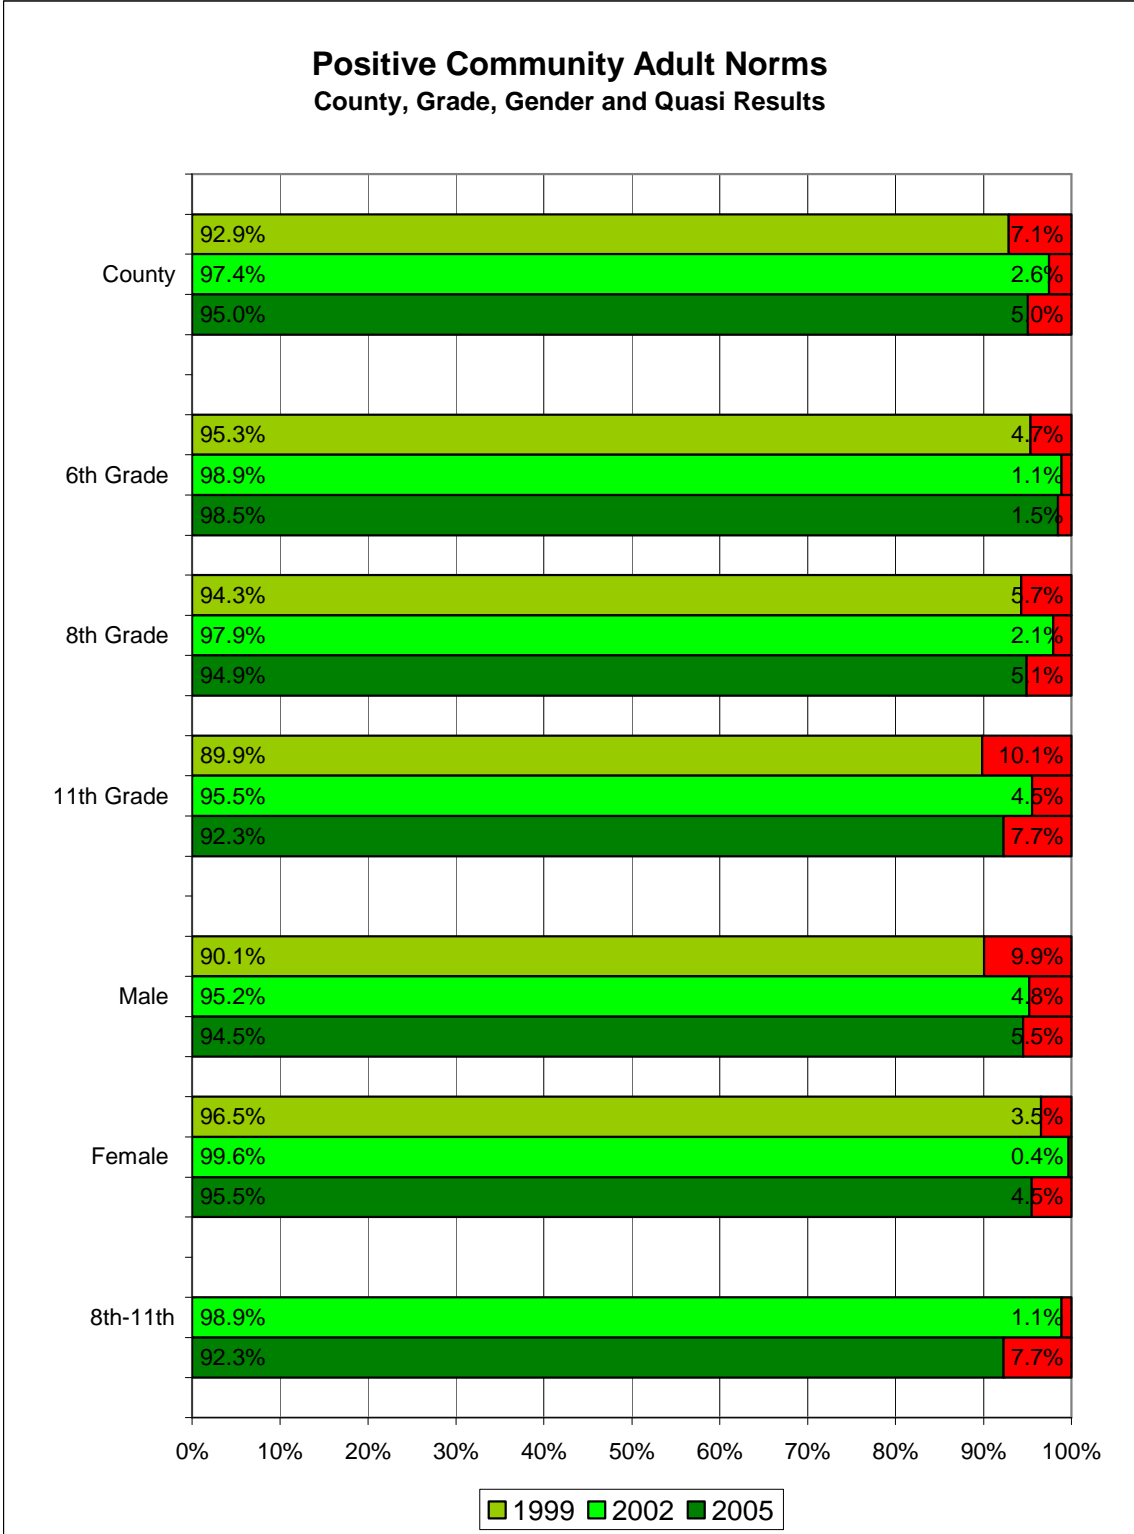 Positive Community Adult Norms
County, Grade, Gender and Quasi Results
92.9% 7.1%
County 97.4% 2.6%
95.0% 5.0%
95.3% 4.7%
6th Grade 98.9% 1.1%
98.5% 1.5%
94.3% 5.7%
8th Grade 97.9% 2.1%
94.9% 5.1%
89.9% 10.1%
11th Grade 95.5% 4.5%
92.3% 7.7%
90.1% 9.9%
Male 95.2% 4.8%
94.5% 5.5%
96.5% 3.5%
Female 99.6% 0.4%
95.5% 4.5%
8th-11th 98.9% 1.1%
92.3% 7.7%
0% 10% 20% 30% 40% 50% 60% 70% 80% 90% 100%
1999 2002 2005